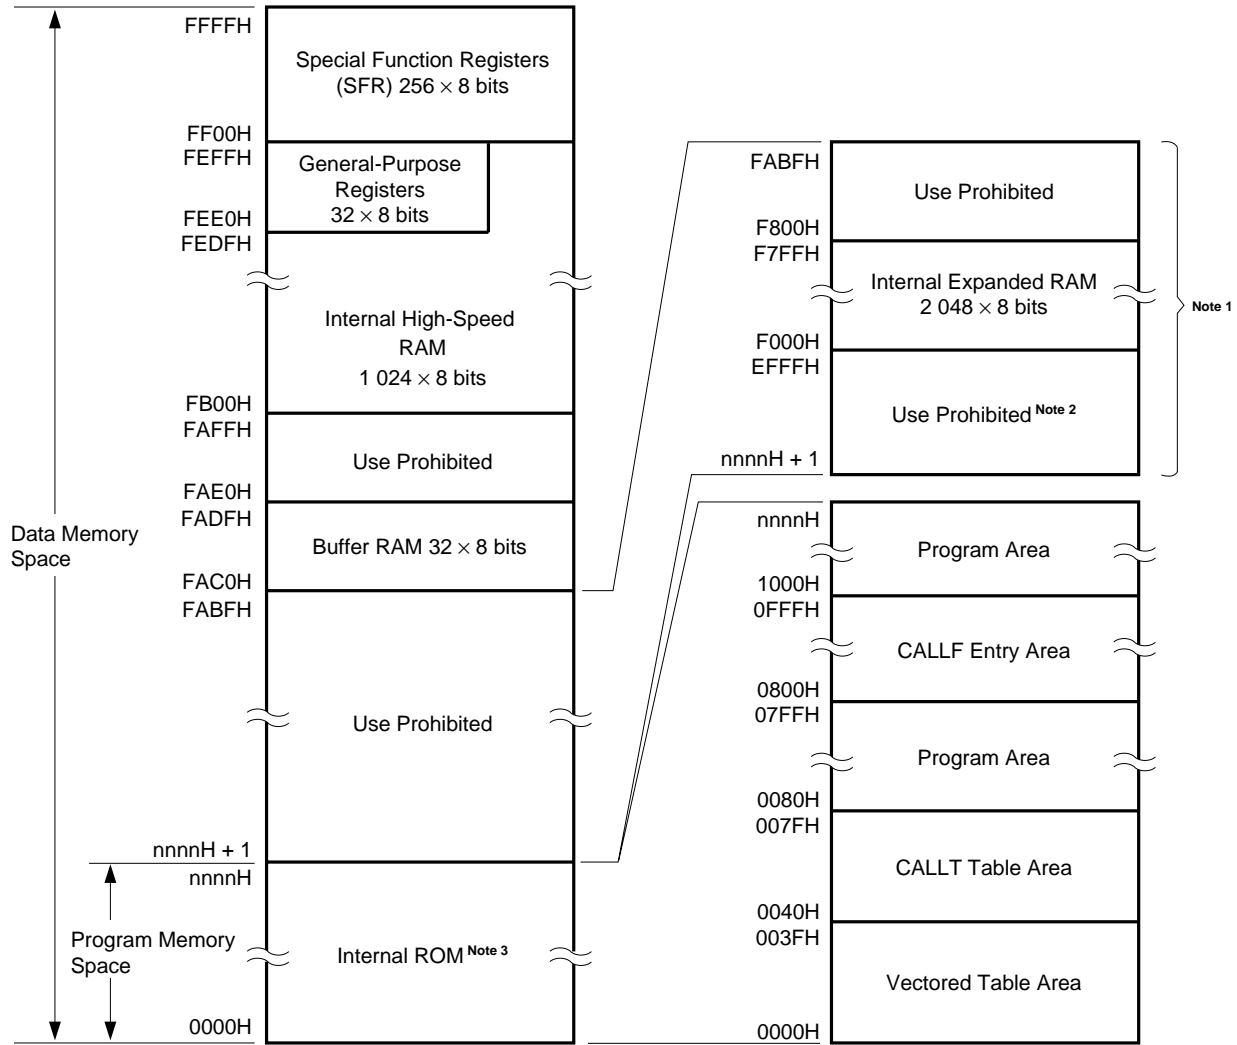 FFFFH
Special Function Registers
(SFR) 256 × 8 bits
FF00H
FEFFH
General-Purpose
Registers
32 × 8 bits
FEE0H
FEDFH
Internal High-Speed
RAM
1 024 × 8 bits
FB00H
FAFFH
Use Prohibited
FAE0H
FADFH
Buffer RAM 32 × 8 bits
FAC0H
FABFH
Use Prohibited
nnnnH + 1
nnnnH
Internal ROM Note 3
0000H
Data Memory
Space
Program Memory
Space
FABFH
Use Prohibited
F800H
F7FFH
Internal Expanded RAM
2 048 × 8 bits
F000H
EFFFH
Use Prohibited Note 2
nnnnH + 1
Note 1
nnnnH
Program Area
1000H
0FFFH
CALLF Entry Area
0800H
07FFH
Program Area
0080H
007FH
CALLT Table Area
0040H
003FH
Vectored Table Area
0000H